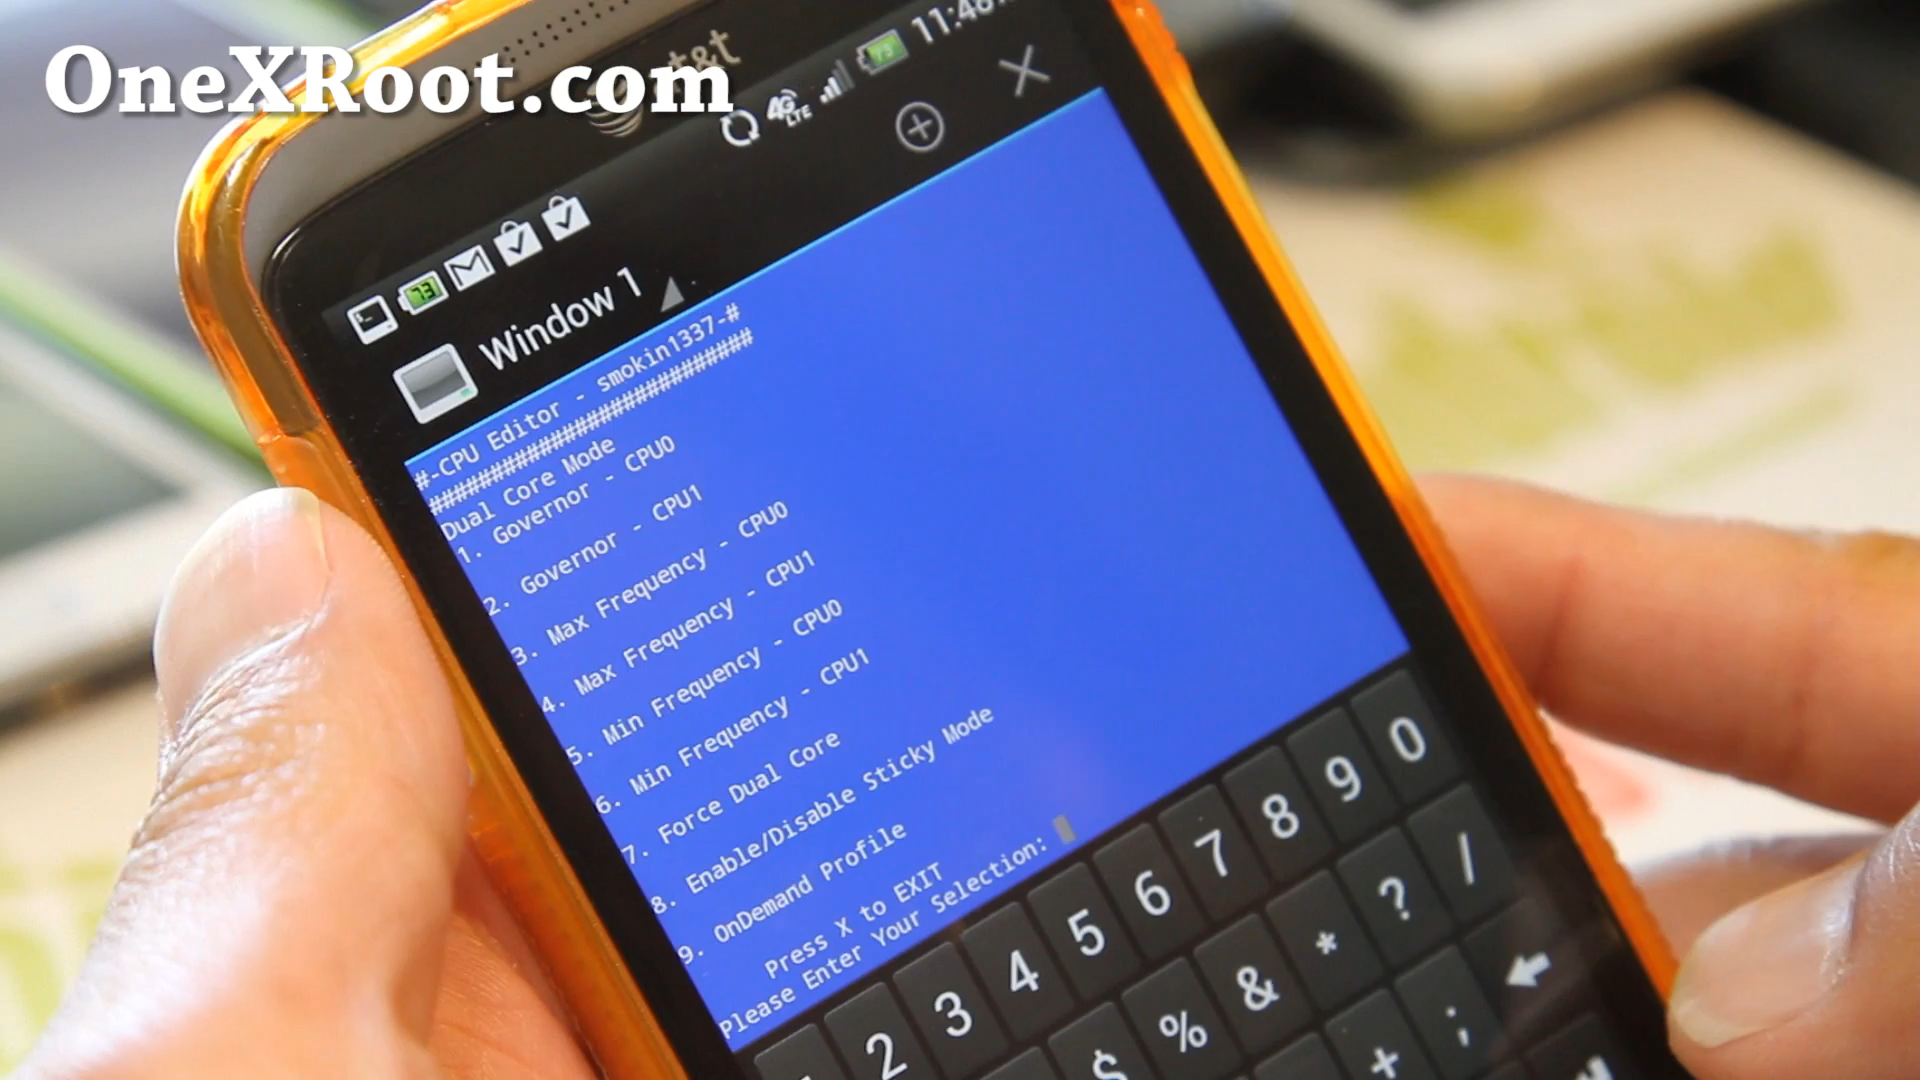 OneXRoot.com
at&t
4G LTE
73
11:46
73
Window 1
#-CPU Editor - smokin1337-#
##########################
Dual Core Mode
1. Governor - CPU0
2. Governor - CPU1
3. Max Frequency - CPU0
4. Max Frequency - CPU1
5. Min Frequency - CPU0
6. Min Frequency - CPU1
7. Force Dual Core
8. Enable/Disable Sticky Mode
9. OnDemand Profile
Press X to EXIT
Please Enter Your Selection:
2 3 4 5 6 7 8 9 0
$ % & * ? /
+ ;